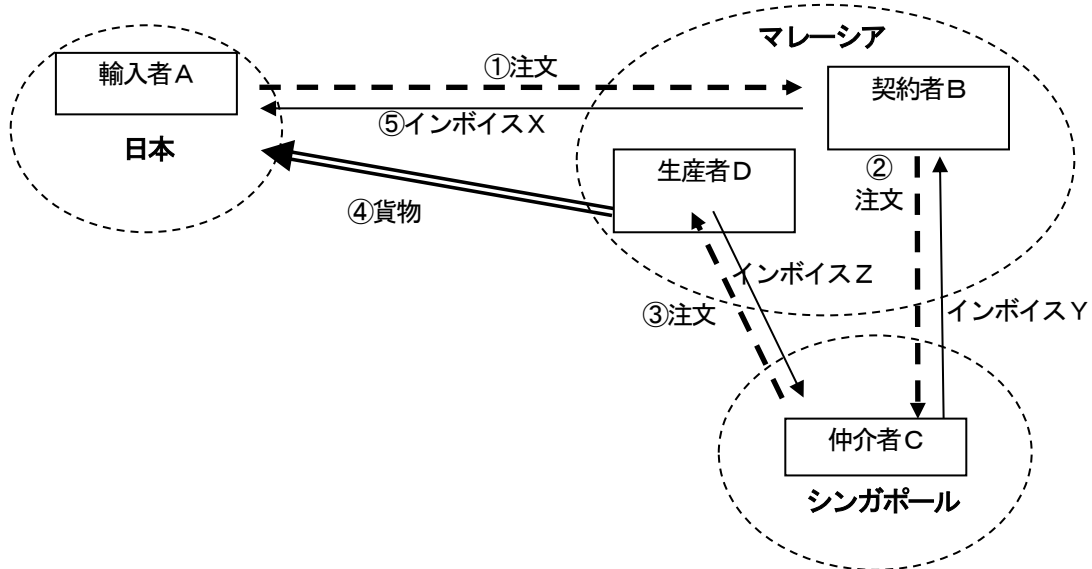 マレーシア
輸入者A
①注文
契約者B
⑤インボイスX
日本
生産者D
②
注文
④貨物
インボイスZ
③注文
インボイスY
仲介者C
シンガポール